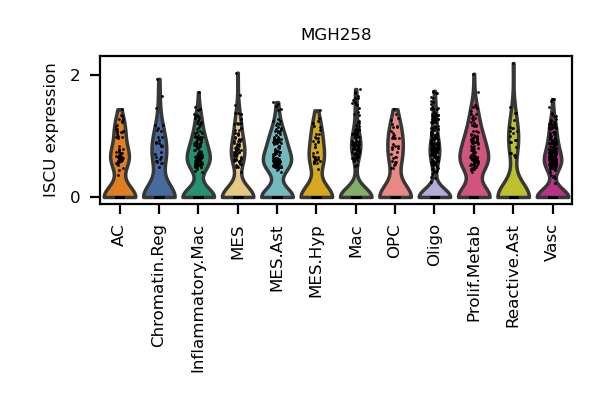 MGH258
ISCU expression
2
0
AC
Chromatin.Reg
Inflammatory.Mac
MES
MES.Ast
MES.Hyp
Mac
OPC
Oligo
Prolif.Metab
Reactive.Ast
Vasc